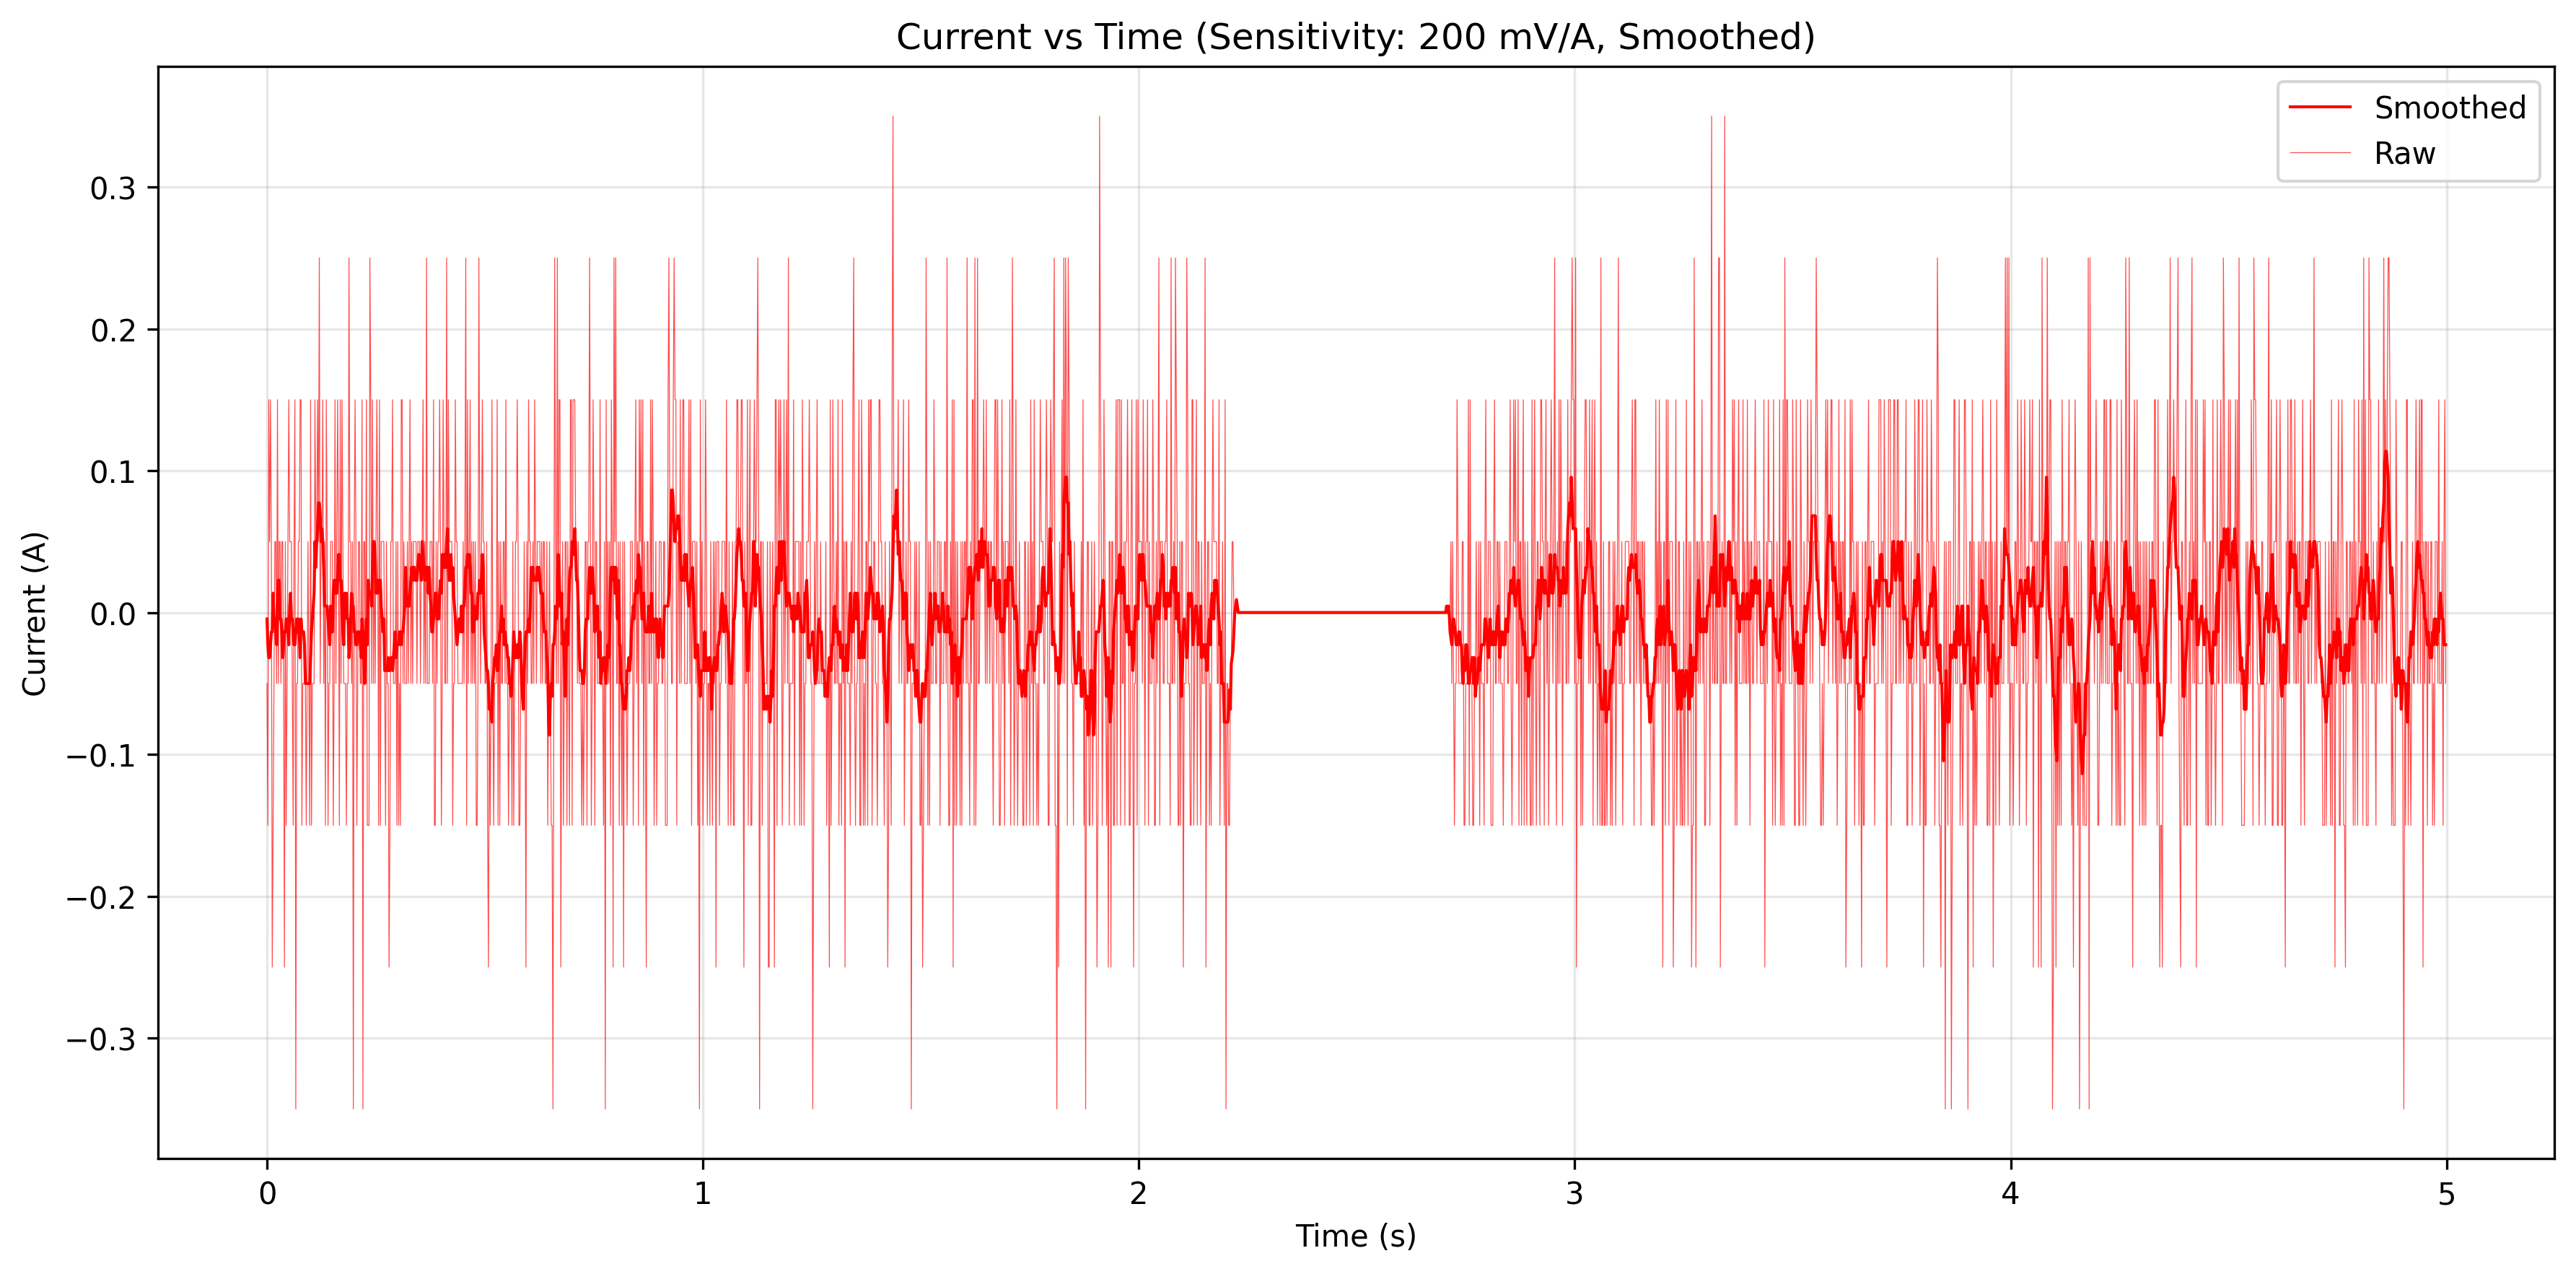 Current vs Time (Sensitivity: 200 mV/A, Smoothed)
Smoothed
Raw
Current (A)
0.3
0.2
0.1
0.0
−0.1
−0.2
−0.3
0 1 2 3 4 5
Time (s)